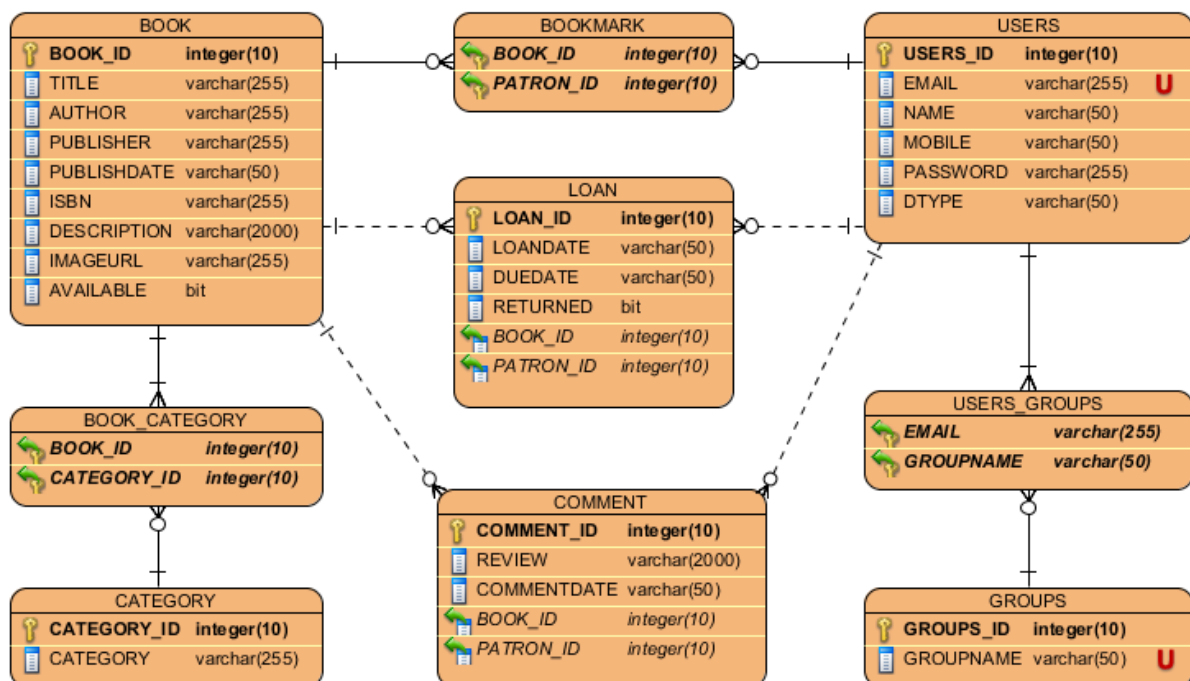 BOOK
BOOK_ID integer(10)
TITLE varchar(255)
AUTHOR varchar(255)
PUBLISHER varchar(255)
PUBLISHDATE varchar(50)
ISBN varchar(255)
DESCRIPTION varchar(2000)
IMAGEURL varchar(255)
AVAILABLE bit
BOOKMARK
BOOK_ID integer(10)
PATRON_ID integer(10)
USERS
USERS_ID integer(10)
EMAIL varchar(255) U
NAME varchar(50)
MOBILE varchar(50)
PASSWORD varchar(255)
DTYPE varchar(50)
LOAN
LOAN_ID integer(10)
LOANDATE varchar(50)
DUEDATE varchar(50)
RETURNED bit
BOOK_ID integer(10)
PATRON_ID integer(10)
BOOK_CATEGORY
BOOK_ID integer(10)
CATEGORY_ID integer(10)
USERS_GROUPS
EMAIL varchar(255)
GROUPNAME varchar(50)
COMMENT
COMMENT_ID integer(10)
REVIEW varchar(2000)
COMMENTDATE varchar(50)
BOOK_ID integer(10)
PATRON_ID integer(10)
CATEGORY
CATEGORY_ID integer(10)
CATEGORY varchar(255)
GROUPS
GROUPS_ID integer(10)
GROUPNAME varchar(50) U